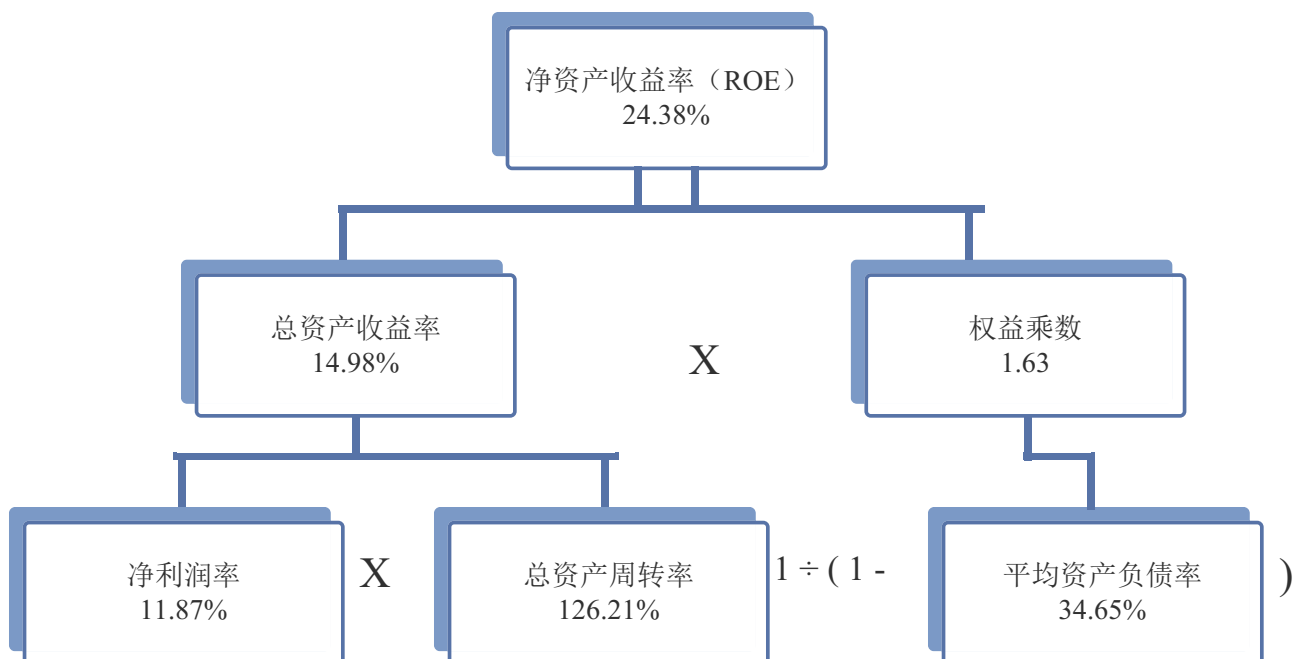 净资产收益率（ROE）
24.38%
总资产收益率
14.98%
X
权益乘数
1.63
净利润率
11.87%
X
总资产周转率
126.21%
1 ÷ ( 1 -
平均资产负债率
34.65%
)